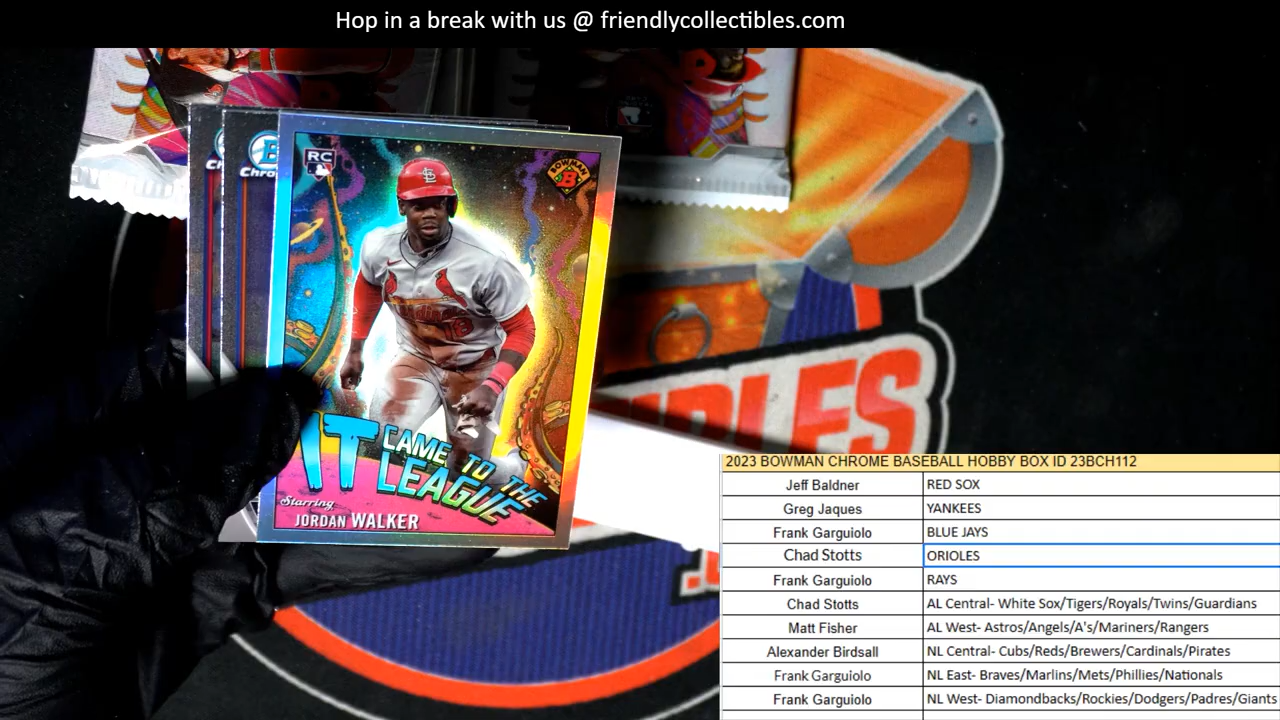 Hop in a break with us @ friendlycollectibles.com
RC
BOWMAN
B
Chro
IT CAME TO THE
LEAGUE
Starring
JORDAN WALKER
2023 BOWMAN CHROME BASEBALL HOBBY BOX ID 23BCH112
Jeff Baldner RED SOX
Greg Jaques YANKEES
Frank Garguiolo BLUE JAYS
Chad Stotts ORIOLES
Frank Garguiolo RAYS
Chad Stotts AL Central- White Sox/Tigers/Royals/Twins/Guardians
Matt Fisher AL West- Astros/Angels/A's/Mariners/Rangers
Alexander Birdsall NL Central- Cubs/Reds/Brewers/Cardinals/Pirates
Frank Garguiolo NL East- Braves/Marlins/Mets/Phillies/Nationals
Frank Garguiolo NL West- Diamondbacks/Rockies/Dodgers/Padres/Giants